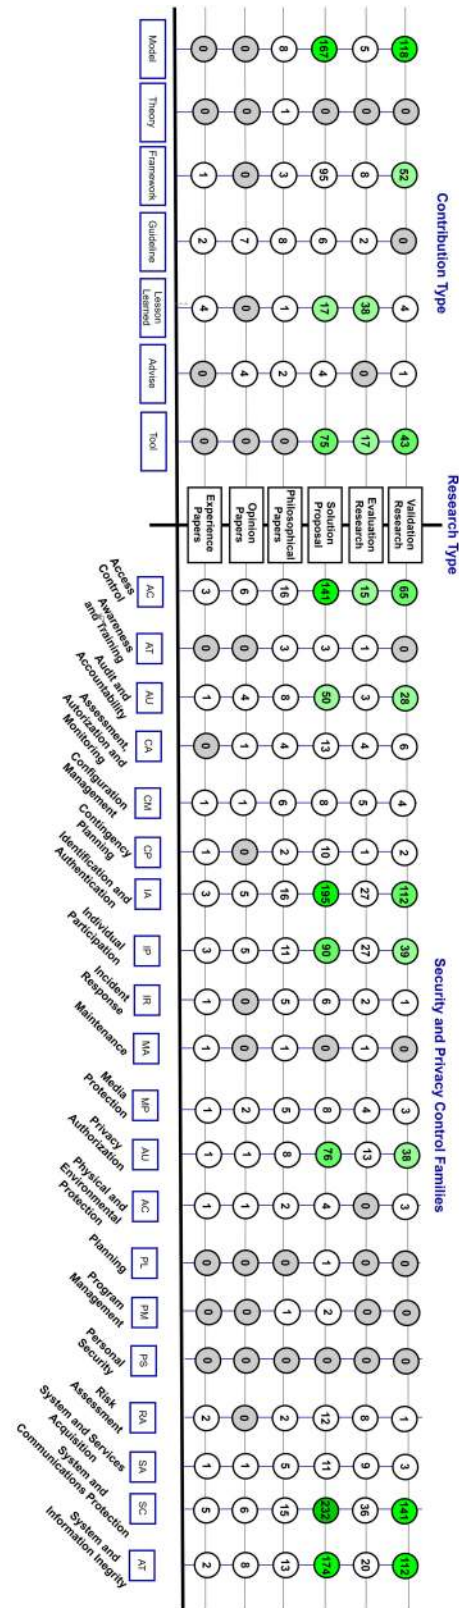 Research Type
Contribution Type
Security and Privacy Control Families
118 0 52 0 4 1 43
Validation
Research
65 0 28 6 4 2 112 39 1 0 3 38 3 0 0 0 1 3 141 112
5 0 8 2 38 0 17
Evaluation
Research
15 1 3 4 5 1 27 27 2 1 4 13 0 0 0 0 8 9 36 20
167 0 95 6 17 4 75
Solution
Proposal
141 3 50 13 8 10 195 90 6 0 8 76 4 1 2 0 12 11 232 174
8 1 3 8 1 2 0
Philosophical
Papers
16 3 8 4 6 2 16 11 5 1 5 8 2 0 1 0 2 5 15 13
0 0 0 7 0 4 0
Opinion
Papers
6 0 4 1 1 0 5 5 0 0 2 1 1 0 0 0 0 1 6 8
0 0 1 2 4 0 0
Experience
Papers
3 0 1 0 1 1 3 3 1 1 1 1 1 0 0 0 2 1 5 2
Model
Theory
Framework
Guideline
Lesson
Learned
Advise
Tool
AC AT AU CA CM CP IA IP IR MA MP AU AC PL PM PS RA SA SC AT
Access
Control
Awareness
and Training
Audit and
Accountability
Assessment,
Autorization and
Monitoring
Configuration
Management
Contingency
Planning
Identification and
Authentication
Individual
Participation
Incident
Response
Maintenance
Media
Protection
Privacy
Authorization
Physical and
Environmental
Protection
Planning
Program
Management
Personal
Security
Risk
Assessment
System and Services
Acquisition
System and
Communications Protection
System and
Information Inegrity